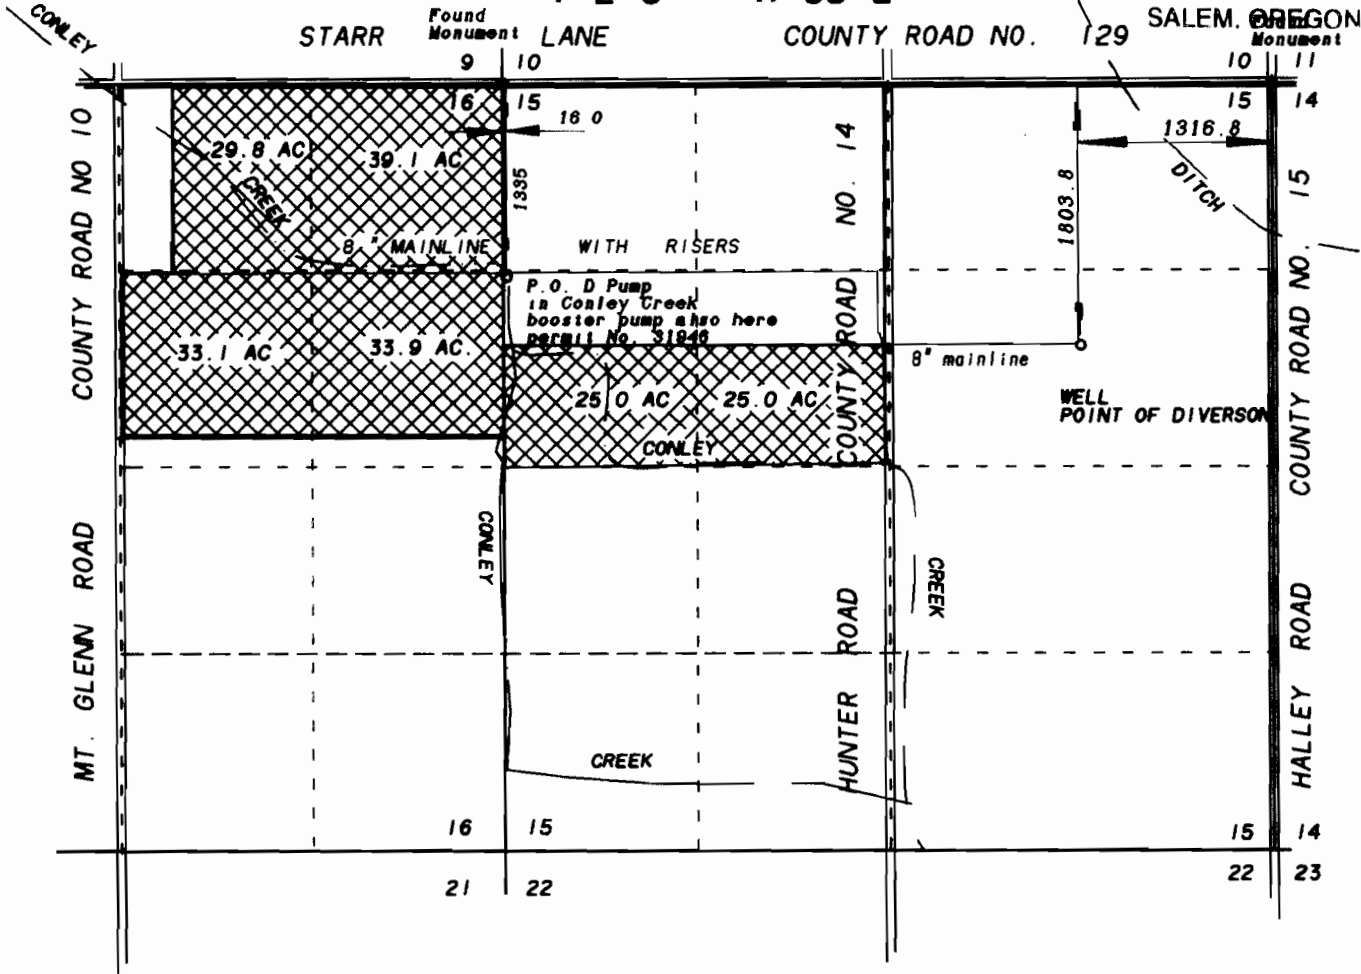 CONLEY
Found
Monument
STARR LANE COUNTY ROAD NO. 129
SALEM, OREGON
Monument
9 10
10 11
16 15
15 14
16 0
1316.8
29.8 AC
39.1 AC
1335
CREEK
DITCH
1803.8
8" MAINLINE WITH RISERS
P.O. D Pump
in Conley Creek
booster pump also here
permit No. 31946
33.1 AC
33.9 AC.
8" mainline
25.0 AC
25.0 AC
WELL
POINT OF DIVERSON
CONLEY
COUNTY ROAD NO 10
COUNTY ROAD NO. 14
COUNTY ROAD NO. 15
CONLEY
CREEK
MT. GLENN ROAD
HUNTER ROAD
HALLEY ROAD
CREEK
16 15
15 14
21 22
22 23